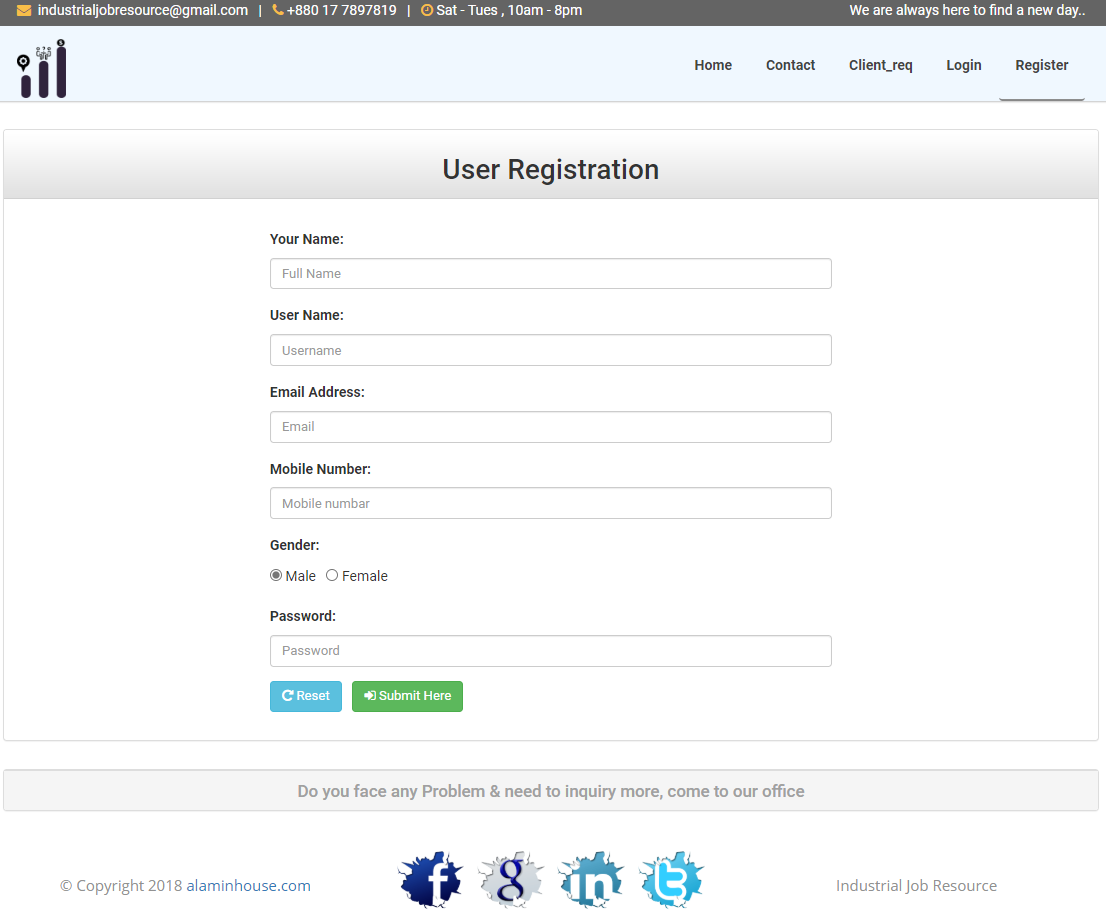 industrialjobresource@gmail.com | +880 17 7897819 | Sat - Tues , 10am - 8pm We are always here to find a new day..
Home Contact Client_req Login Register
User Registration
Your Name:
Full Name
User Name:
Username
Email Address:
Email
Mobile Number:
Mobile numbar
Gender:
Male Female
Password:
Password
Reset Submit Here
Do you face any Problem & need to inquiry more, come to our office
© Copyright 2018 alaminhouse.com f g in t Industrial Job Resource